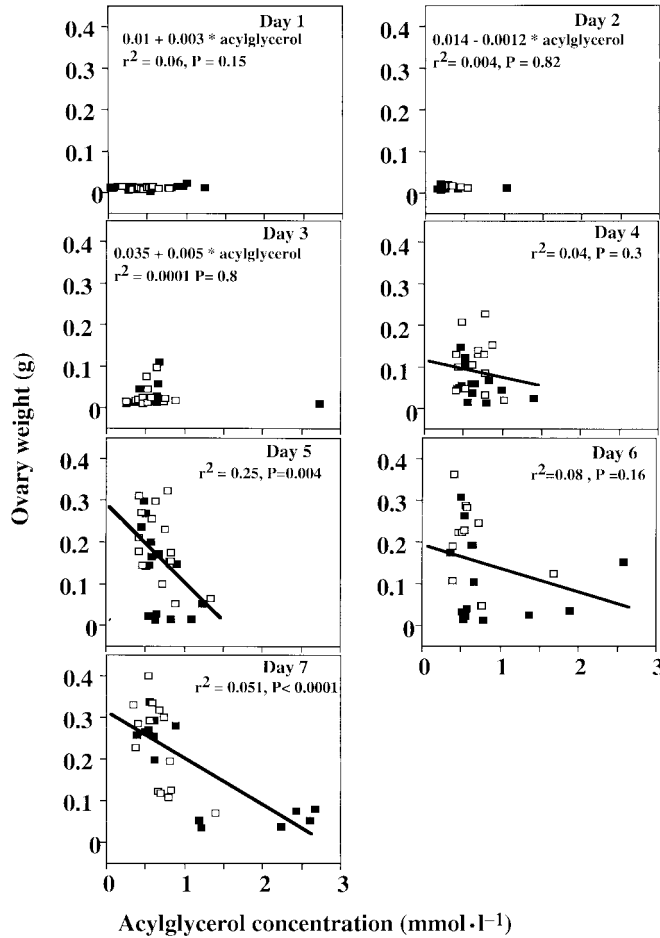 Day 1
0.01 + 0.003 * acylglycerol
r2 = 0.06, P = 0.15
0.4
0.3
0.2
0.1
0
Day 2
0.014 - 0.0012 * acylglycerol
r2= 0.004, P = 0.82
0.4
0.3
0.2
0.1
0
Day 3
0.035 + 0.005 * acylglycerol
r2 = 0.0001 P= 0.8
0.4
0.3
0.2
0.1
0
Day 4
r2= 0.04, P = 0.3
0.4
0.3
0.2
0.1
0
Ovary weight (g)
Day 5
r2 = 0.25, P=0.004
0.4
0.3
0.2
0.1
0
Day 6
r2=0.08 , P =0.16
0.4
0.3
0.2
0.1
0
0 1 2 3
Day 7
r2 = 0.051, P< 0.0001
0.4
0.3
0.2
0.1
0
0 1 2 3
Acylglycerol concentration (mmol·l−1)